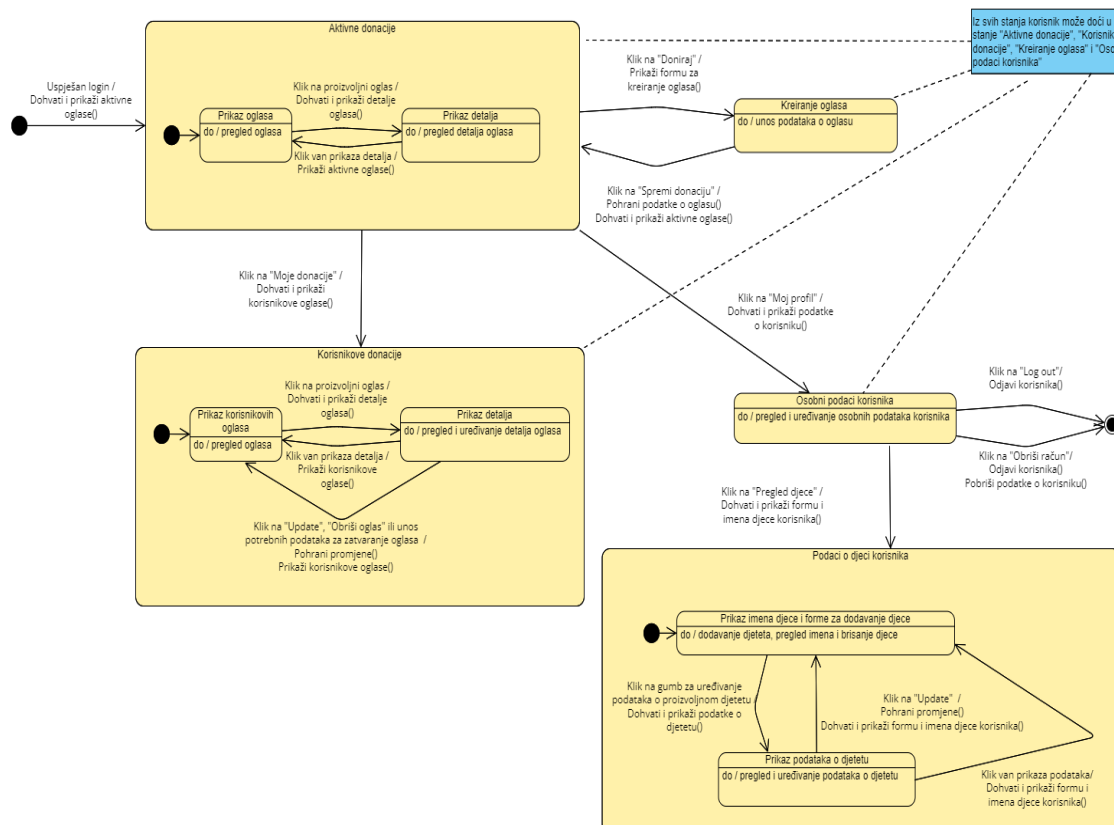 Aktivne donacije
Iz svih stanja korisnik može doći u
stanje "Aktivne donacije", "Korisnik
donacije", "Kreiranje oglasa" i "Oso
podaci korisnika"
Uspješan login /
Dohvati i prikaži aktivne
oglase()
Klik na proizvoljni oglas /
Dohvati i prikaži detalje
oglasa()
Prikaz oglasa
do / pregled oglasa
Prikaz detalja
do / pregled detalja oglasa
Klik van prikaza detalja /
Prikaži aktivne oglase()
Klik na "Doniraj" /
Prikaži formu za
kreiranje oglasa()
Kreiranje oglasa
do / unos podataka o oglasu
Klik na "Spremi donaciju" /
Pohrani podatke o oglasu()
Dohvati i prikaži aktivne oglase()
Klik na "Moje donacije" /
Dohvati i prikaži
korisnikove oglase()
Klik na "Moj profil" /
Dohvati i prikaži podatke
o korisniku()
Korisnikove donacije
Klik na proizvoljni oglas /
Dohvati i prikaži detalje
oglasa()
Prikaz korisnikovih
oglasa
do / pregled oglasa
Prikaz detalja
do / pregled i uređivanje detalja oglasa
Klik van prikaza detalja /
Prikaži korisnikove
oglase()
Klik na "Update", "Obriši oglas" ili unos
potrebnih podataka za zatvaranje oglasa /
Pohrani promjene()
Prikaži korisnikove oglase()
Osobni podaci korisnika
do / pregled i uređivanje osobnih podataka korisnika
Klik na "Log out"/
Odjavi korisnika()
Klik na "Obriši račun"/
Odjavi korisnika()
Pobriši podatke o korisniku()
Klik na "Pregled djece" /
Dohvati i prikaži formu i
imena djece korisnika()
Podaci o djeci korisnika
Prikaz imena djece i forme za dodavanje djece
do / dodavanje djeteta, pregled imena i brisanje djece
Klik na gumb za uređivanje
podataka o proizvoljnom djetetu /
Dohvati i prikaži podatke o
djetetu()
Klik na "Update" /
Pohrani promjene()
Dohvati i prikaži formu i imena djece korisnika()
Prikaz podataka o djetetu
do / pregled i uređivanje podataka o djetetu
Klik van prikaza podataka/
Dohvati i prikaži formu i
imena djece korisnika()